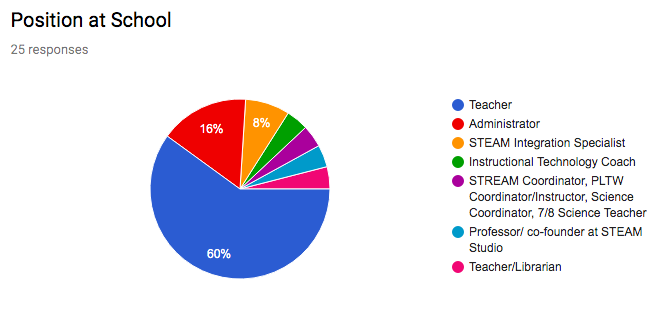 Position at School
25 responses
16%
8%
60%
Teacher
Administrator
STEAM Integration Specialist
Instructional Technology Coach
STREAM Coordinator, PLTW
Coordinator/Instructor, Science
Coordinator, 7/8 Science Teacher
Professor/ co-founder at STEAM
Studio
Teacher/Librarian